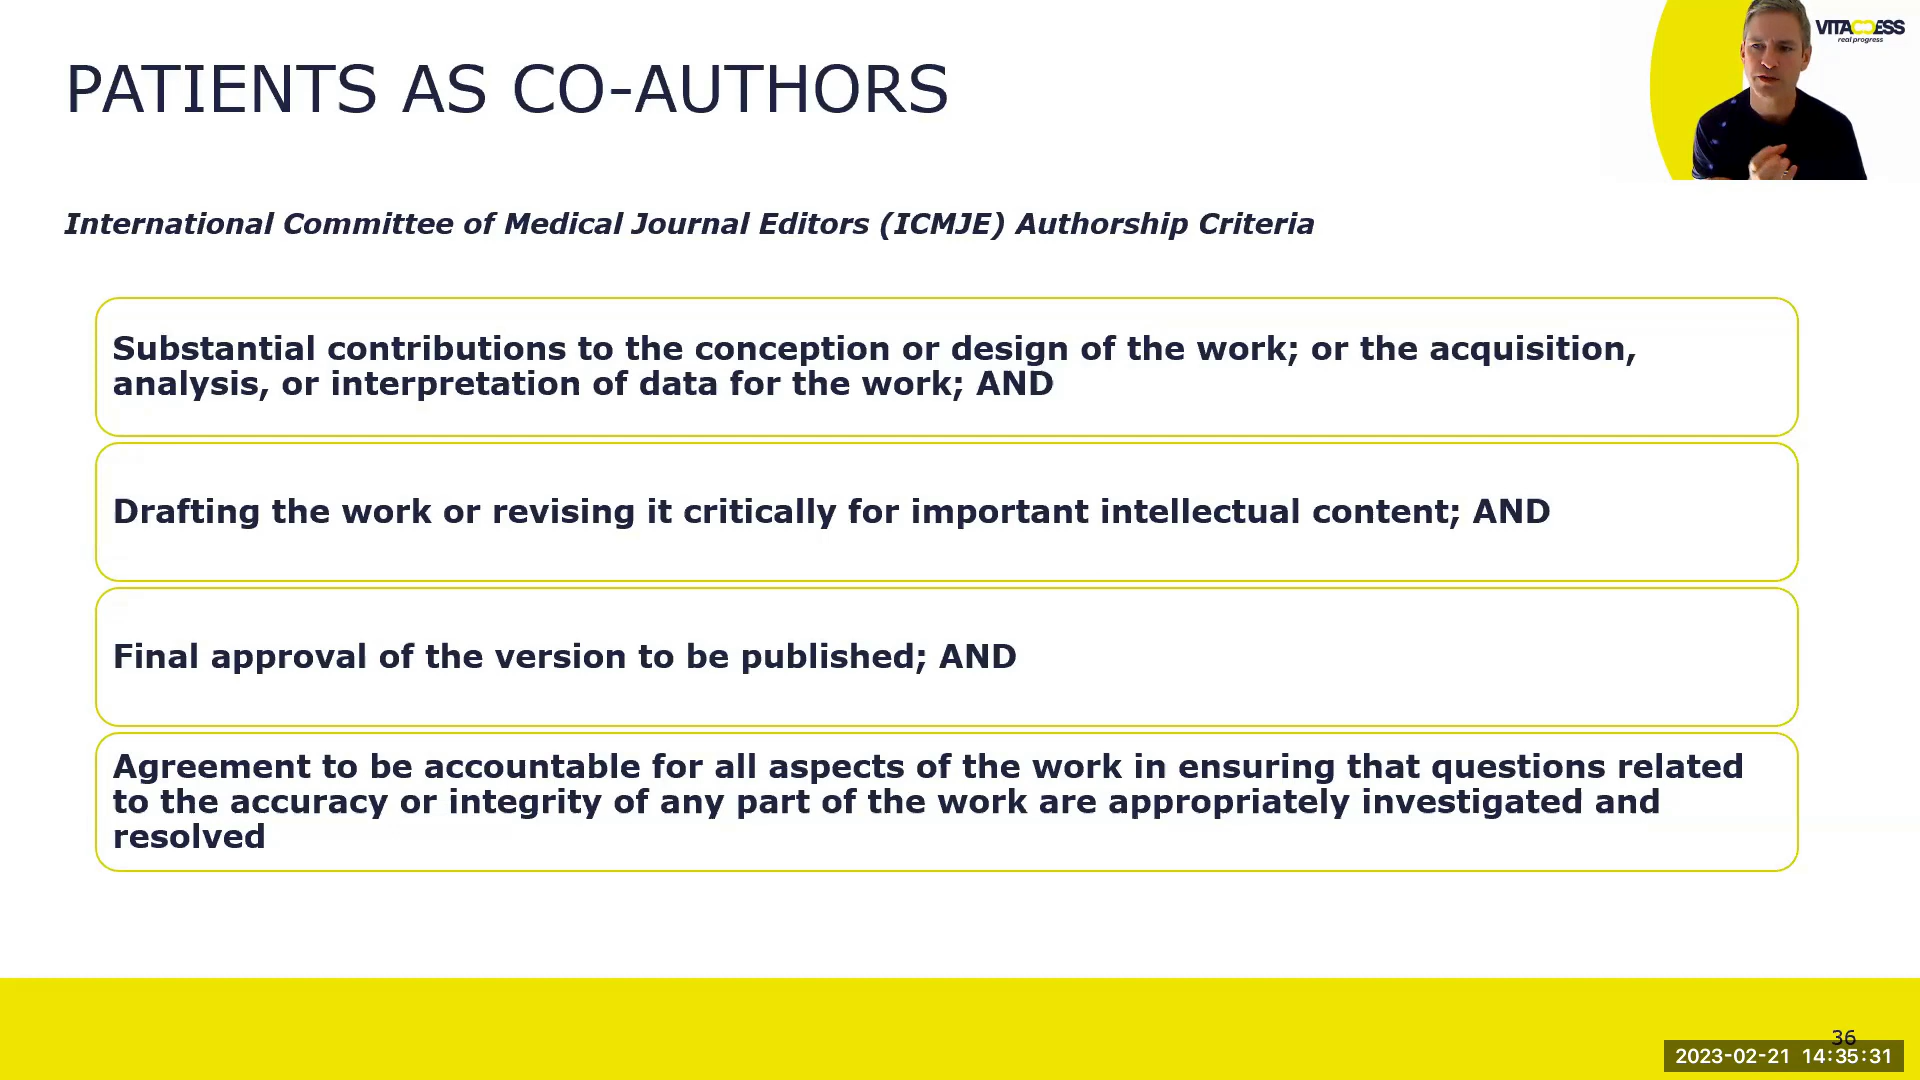 PATIENTS AS CO-AUTHORS
VITACCESS
real progress
International Committee of Medical Journal Editors (ICMJE) Authorship Criteria
Substantial contributions to the conception or design of the work; or the acquisition,
analysis, or interpretation of data for the work; AND
Drafting the work or revising it critically for important intellectual content; AND
Final approval of the version to be published; AND
Agreement to be accountable for all aspects of the work in ensuring that questions related
to the accuracy or integrity of any part of the work are appropriately investigated and
resolved
36
2023-02-21 14:35:31